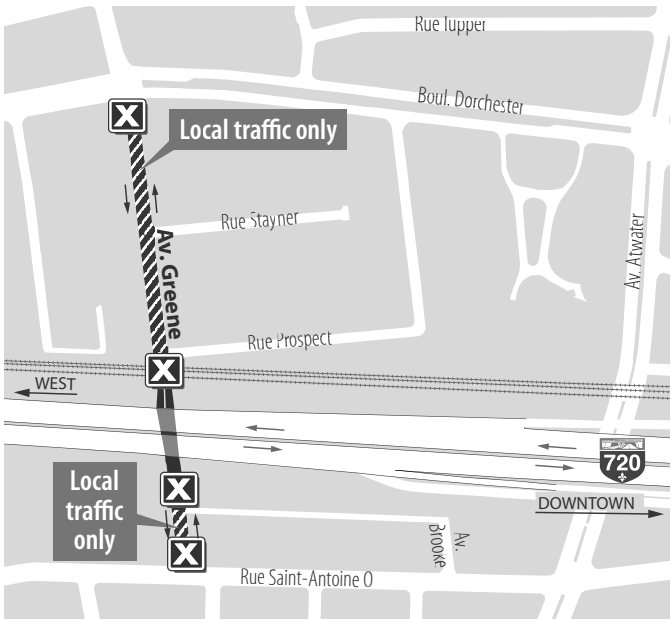 Rue Tupper
Boul. Dorchester
X
Local traffic only
Rue Stayner
Av. Greene
Av. Atwater
Rue Prospect
X
WEST
720
X
DOWNTOWN
Local
traffic
only
Av.
Brooke
X
Rue Saint-Antoine O